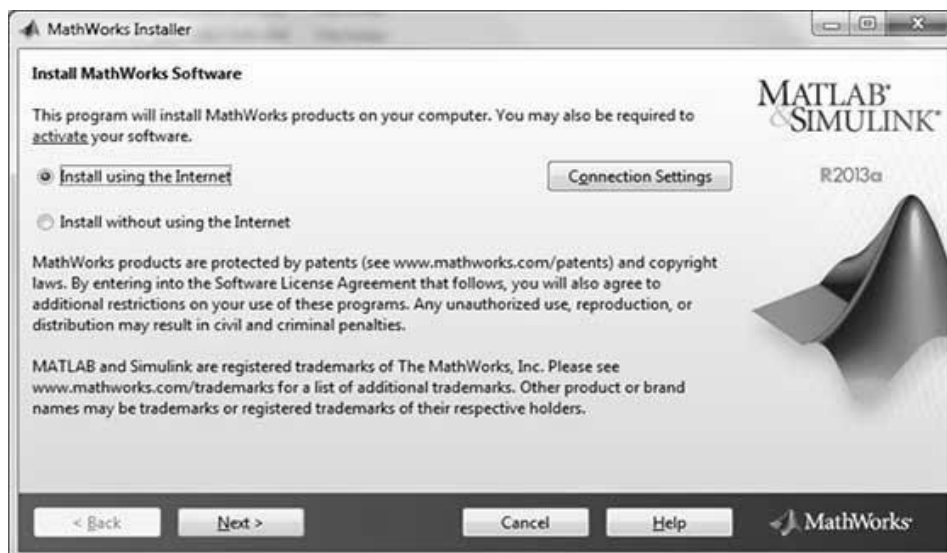 MathWorks Installer
Install MathWorks Software
This program will install MathWorks products on your computer. You may also be required to
activate your software.
Install using the Internet
Connection Settings
Install without using the Internet
MathWorks products are protected by patents (see www.mathworks.com/patents) and copyright
laws. By entering into the Software License Agreement that follows, you will also agree to
additional restrictions on your use of these programs. Any unauthorized use, reproduction, or
distribution may result in civil and criminal penalties.
MATLAB and Simulink are registered trademarks of The MathWorks, Inc. Please see
www.mathworks.com/trademarks for a list of additional trademarks. Other product or brand
names may be trademarks or registered trademarks of their respective holders.
MATLAB®
&SIMULINK®
R2013a
< Back
Next >
Cancel
Help
MathWorks®